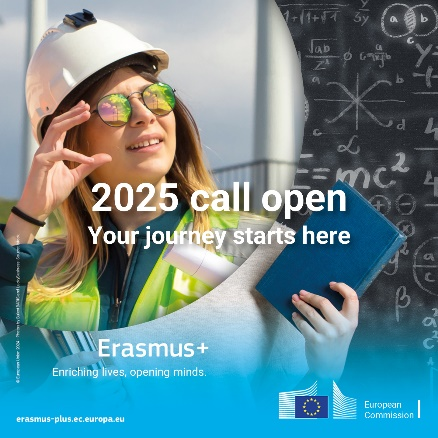 2025 call open
Your journey starts here
E=mc²
Erasmus+
Enriching lives, opening minds.
erasmus-plus.ec.europa.eu
European
Commission